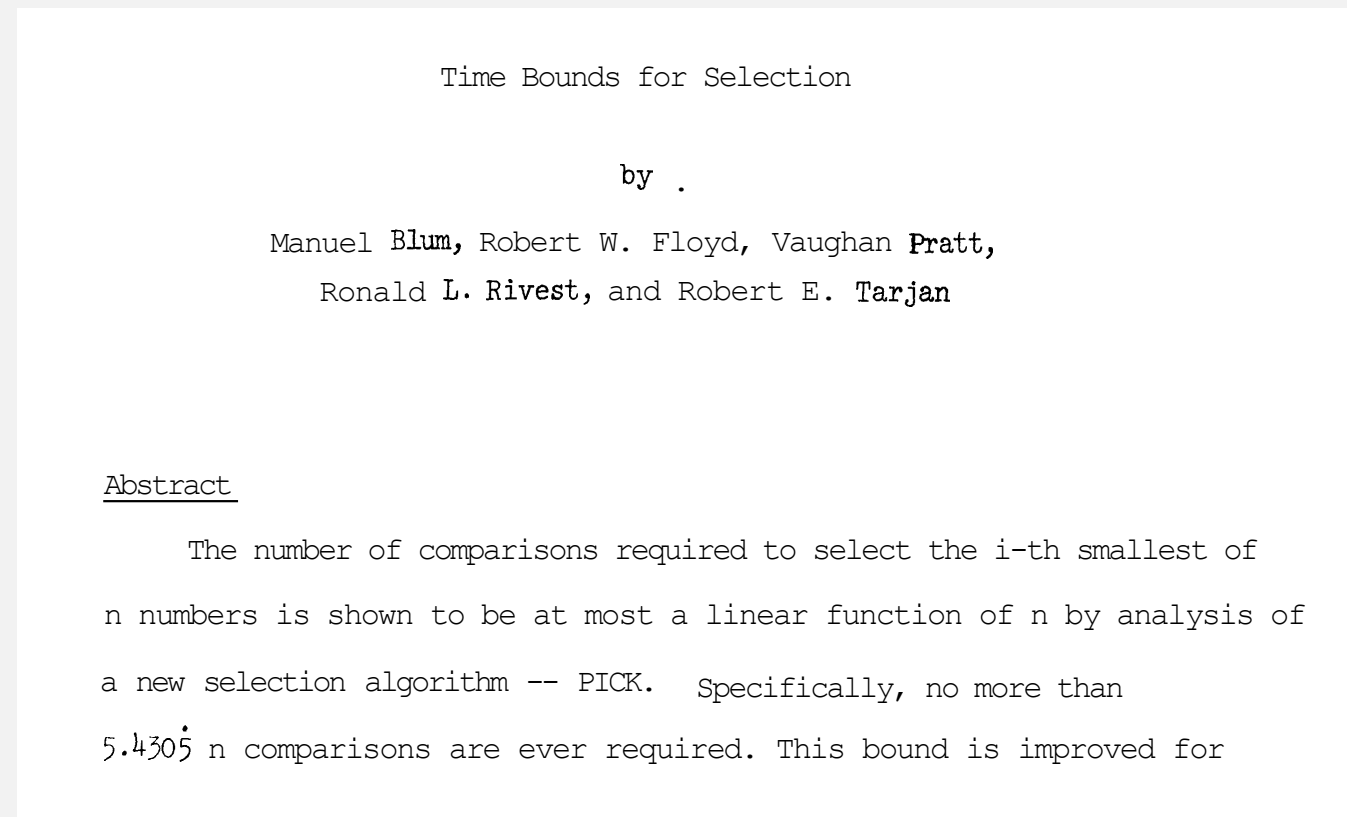 Time Bounds for Selection
by .
Manuel Blum, Robert W. Floyd, Vaughan Pratt,
Ronald L. Rivest, and Robert E. Tarjan
Abstract
The number of comparisons required to select the i-th smallest of
n numbers is shown to be at most a linear function of n by analysis of
a new selection algorithm -- PICK. Specifically, no more than
5.4305 n comparisons are ever required. This bound is improved for